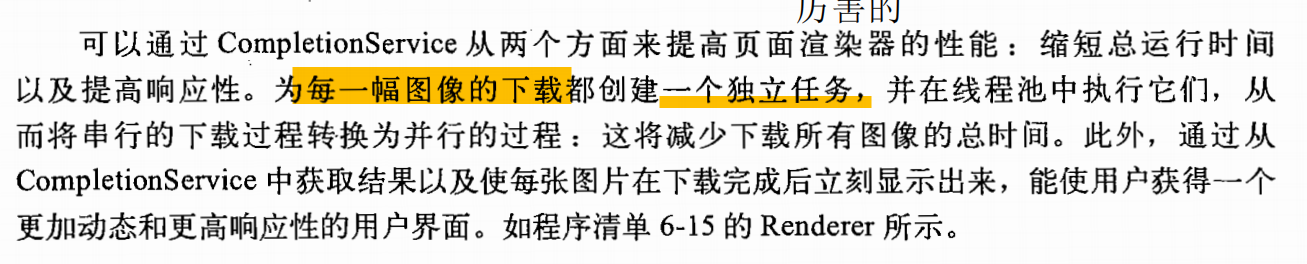 厉害的
可以通过 CompletionService 从两个方面来提高页面渲染器的性能：缩短总运行时间
以及提高响应性。为每一幅图像的下载都创建一个独立任务，并在线程池中执行它们，从
而将串行的下载过程转换为并行的过程：这将减少下载所有图像的总时间。此外，通过从
CompletionService 中获取结果以及使每张图片在下载完成后立刻显示出来，能使用户获得一个
更加动态和更高响应性的用户界面。如程序清单 6-15 的 Renderer 所示。